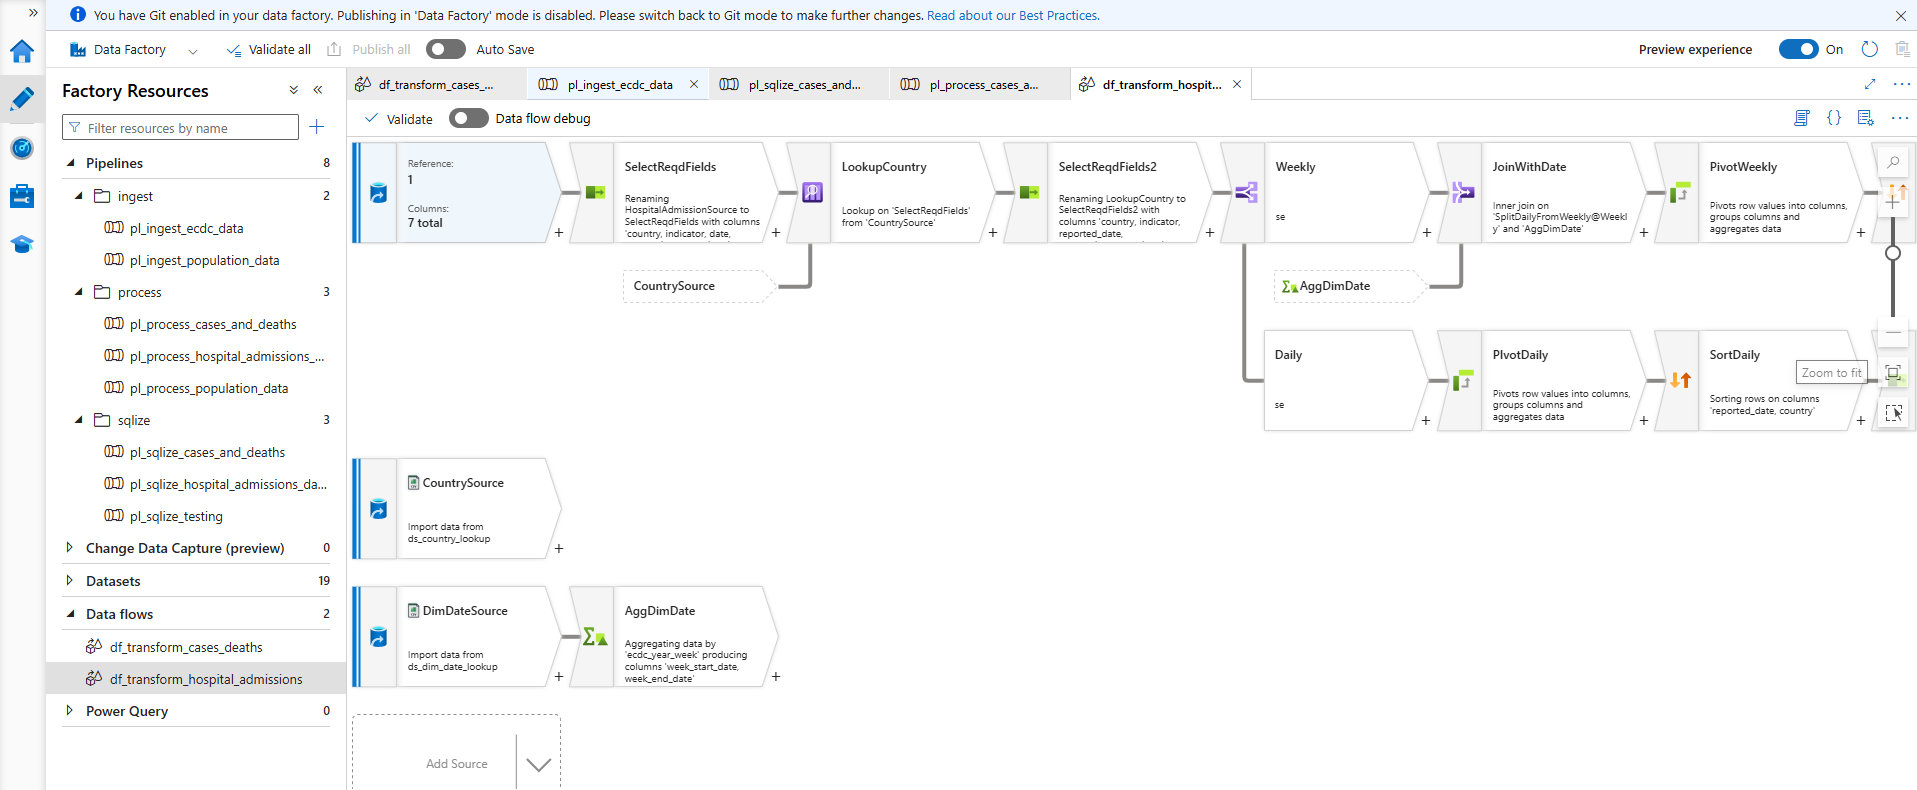 You have Git enabled in your data factory. Publishing in 'Data Factory' mode is disabled. Please switch back to Git mode to make further changes. Read about our Best Practices.
Data Factory
Validate all
Publish all
Auto Save
Preview experience
On
Factory Resources
Filter resources by name
Pipelines 8
ingest 2
pl_ingest_ecdc_data
pl_ingest_population_data
process 3
pl_process_cases_and_deaths
pl_process_hospital_admissions_...
pl_process_population_data
sqlize 3
pl_sqlize_cases_and_deaths
pl_sqlize_hospital_admissions_da...
pl_sqlize_testing
Change Data Capture (preview) 0
Datasets 19
Data flows 2
df_transform_cases_deaths
df_transform_hospital_admissions
Power Query 0
df_transform_cases_...
pl_ingest_ecdc_data
pl_sqlize_cases_and...
pl_process_cases_a...
df_transform_hospit...
Validate
Data flow debug
Reference:
1
Columns:
7 total
SelectReqdFields
Renaming
HospitalAdmissionSource to
SelectReqdFields with columns
'country, indicator, date,
LookupCountry
Lookup on 'SelectReqdFields'
from 'CountrySource'
SelectReqdFields2
Renaming LookupCountry to
SelectReqdFields2 with
columns 'country, indicator,
reported_date,
Weekly
se
JoinWithDate
Inner join on
'SplitDailyFromWeekly@Weekl
y' and 'AggDimDate'
PivotWeekly
Pivots row values into columns,
groups columns and
aggregates data
CountrySource
AggDimDate
Daily
se
PIvotDaily
Pivots row values into columns,
groups columns and
aggregates data
SortDaily
Sorting rows on columns
'reported_date, country'
Zoom to fit
CountrySource
Import data from
ds_country_lookup
DimDateSource
Import data from
ds_dim_date_lookup
AggDimDate
Aggregating data by
'ecdc_year_week' producing
columns 'week_start_date,
week_end_date'
Add Source